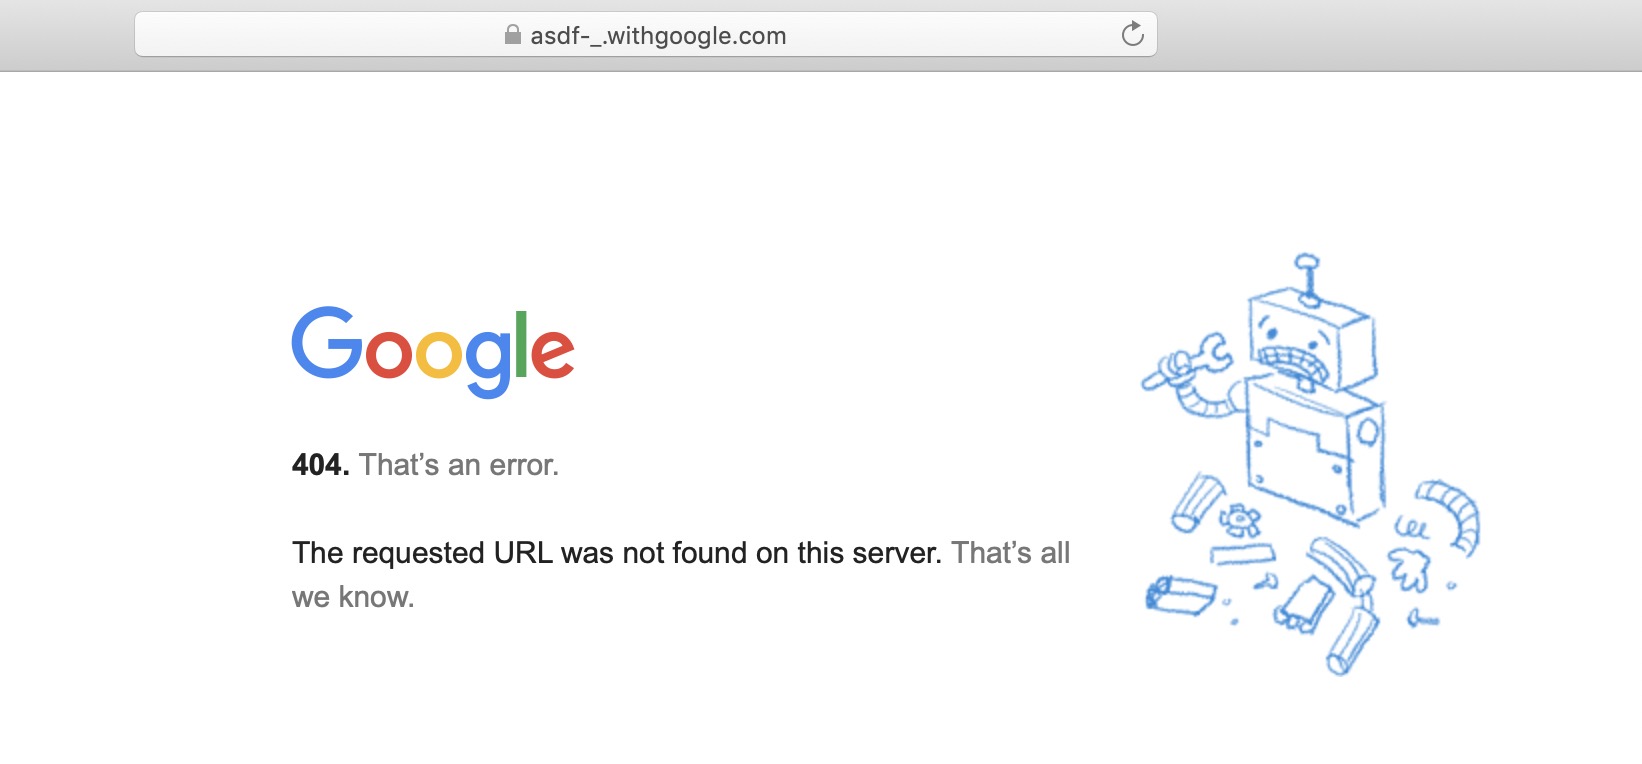 asdf-_.withgoogle.com
Google
404. That’s an error.
The requested URL was not found on this server. That’s all
we know.